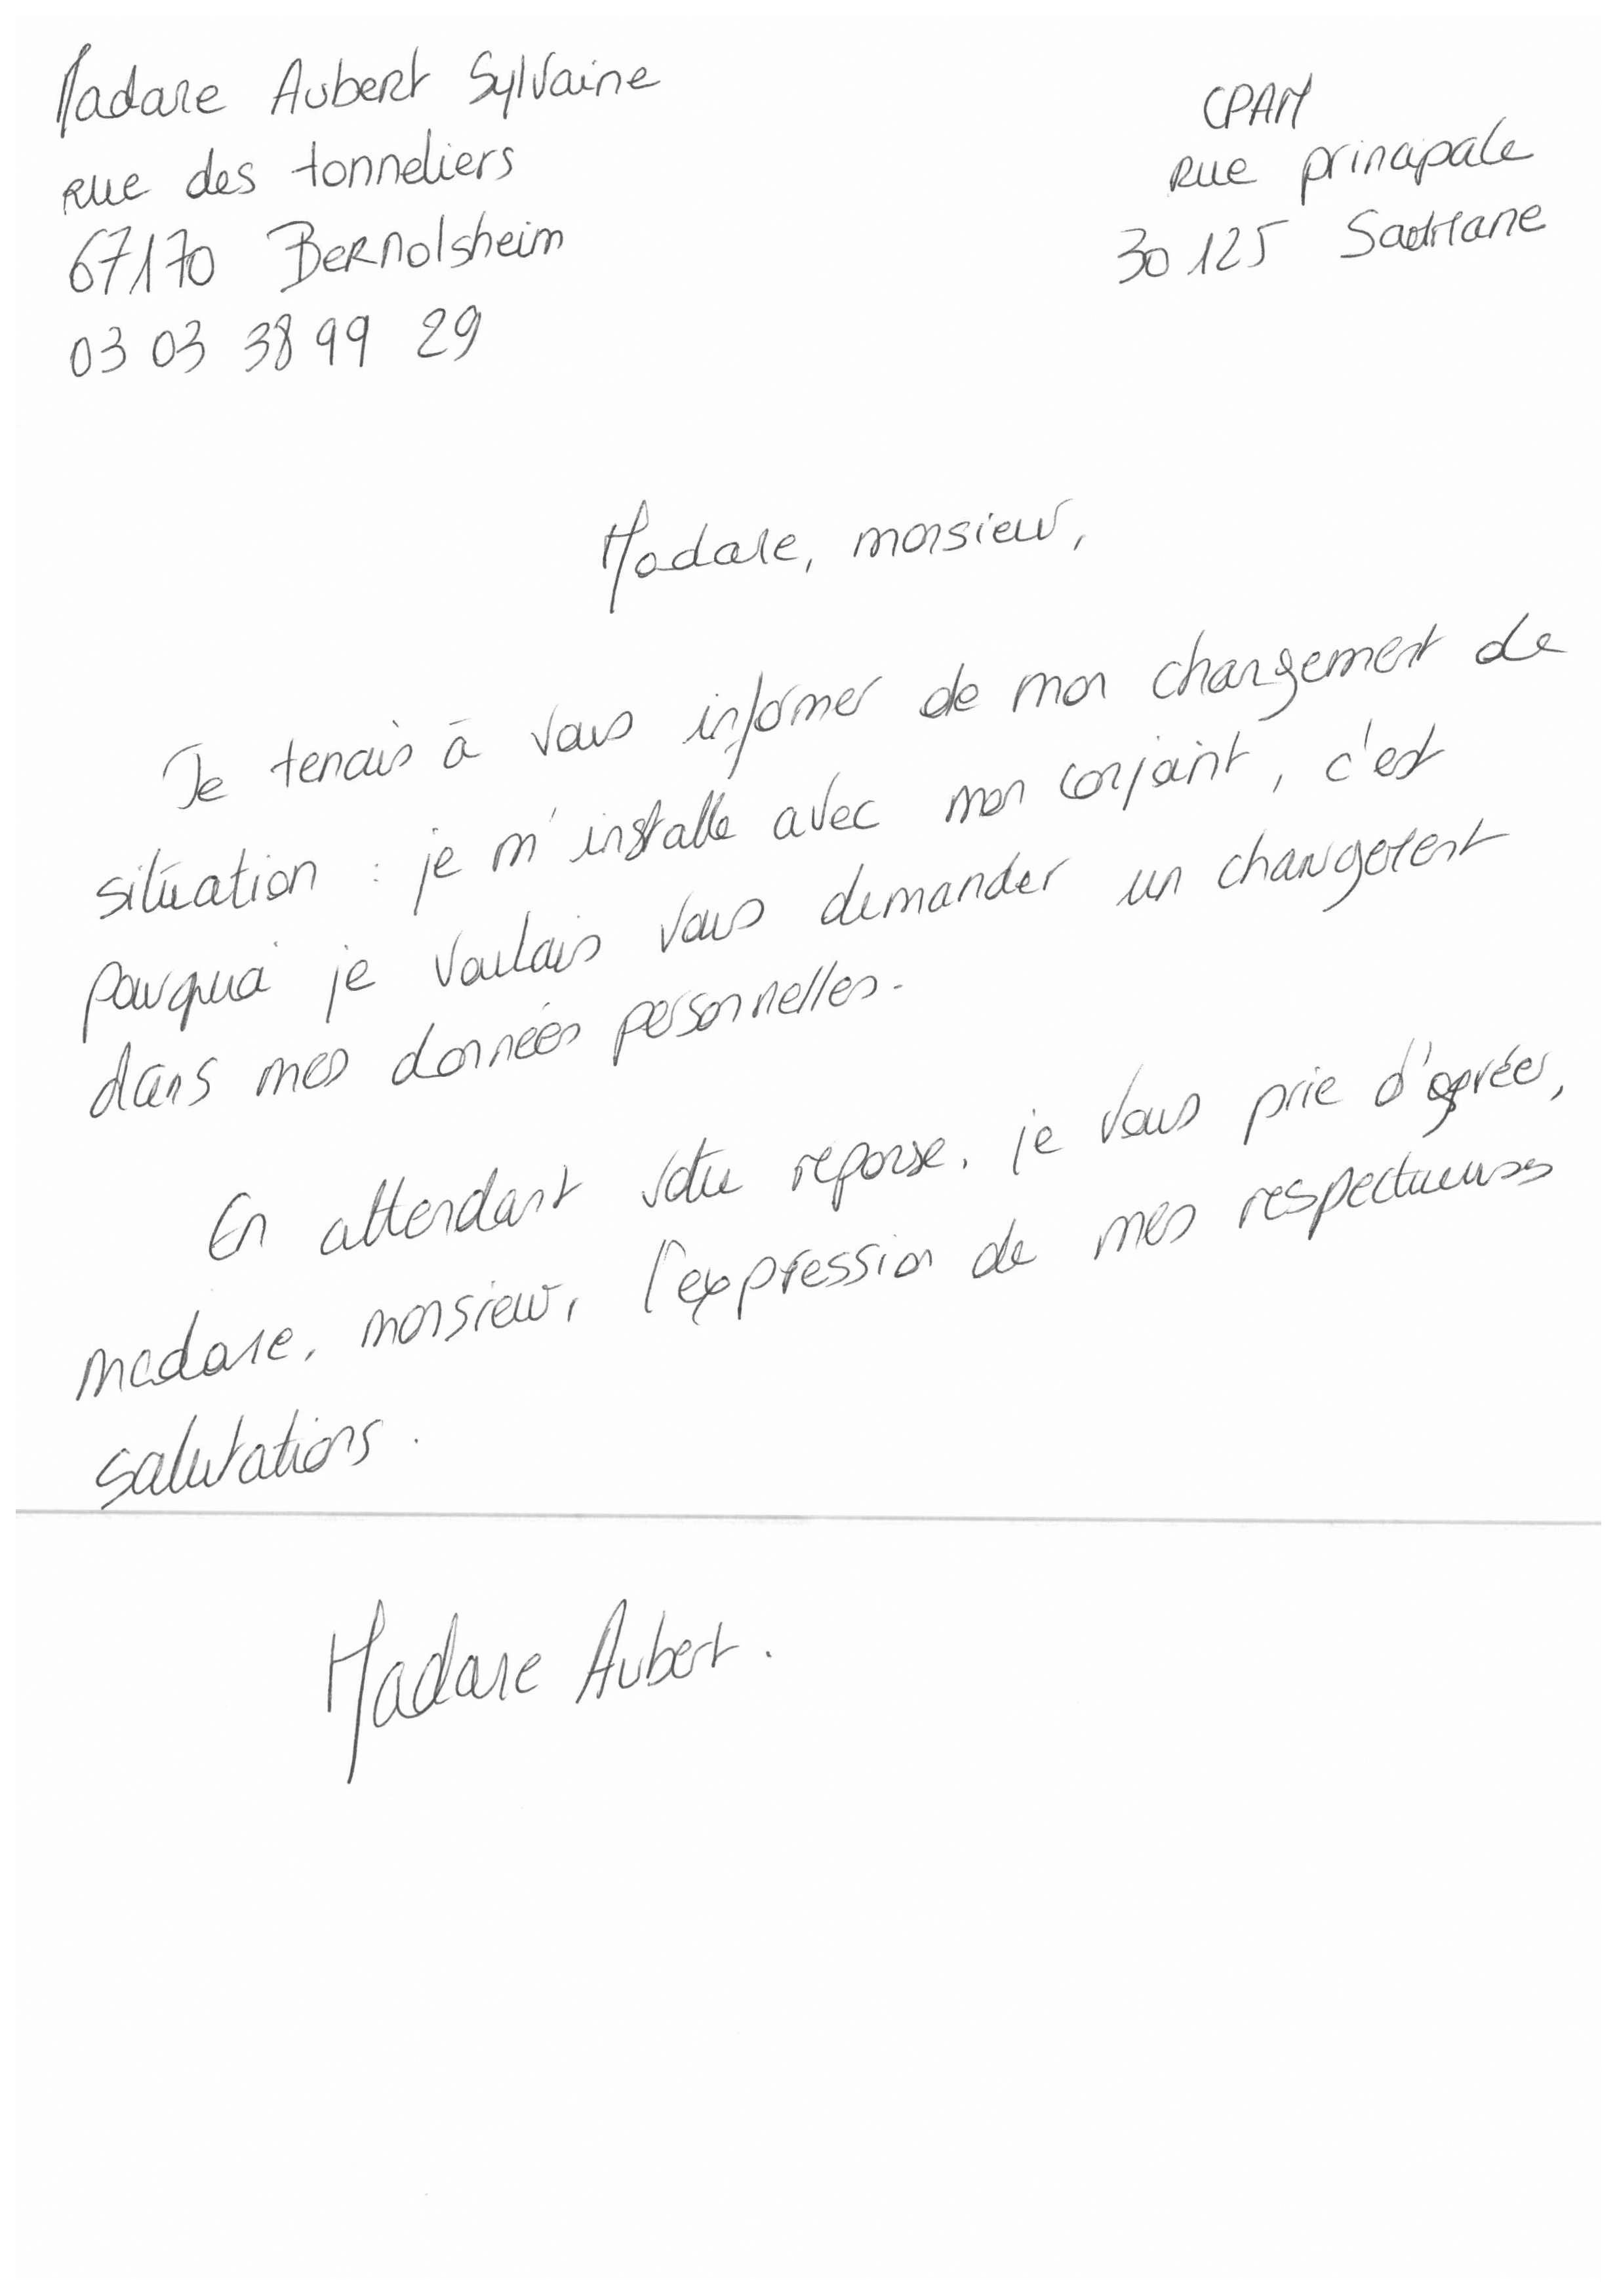 Madame Aubert Sylvaine
rue des tonneliers
67170 Bernolsheim
03 03 38 99 29
CPAM
rue principale
30125
Madame, monsieur,
Je tenais à vous informer de mon changement de
situation : je m'installe avec mon conjoint, c'est
pourquoi je voulais vous demander un changement
dans mes données personnelles.
En attendant votre réponse, je vous prie d'agréer,
madame, monsieur, l'expression de mes respectueuses
salutations.
Madame Aubert.